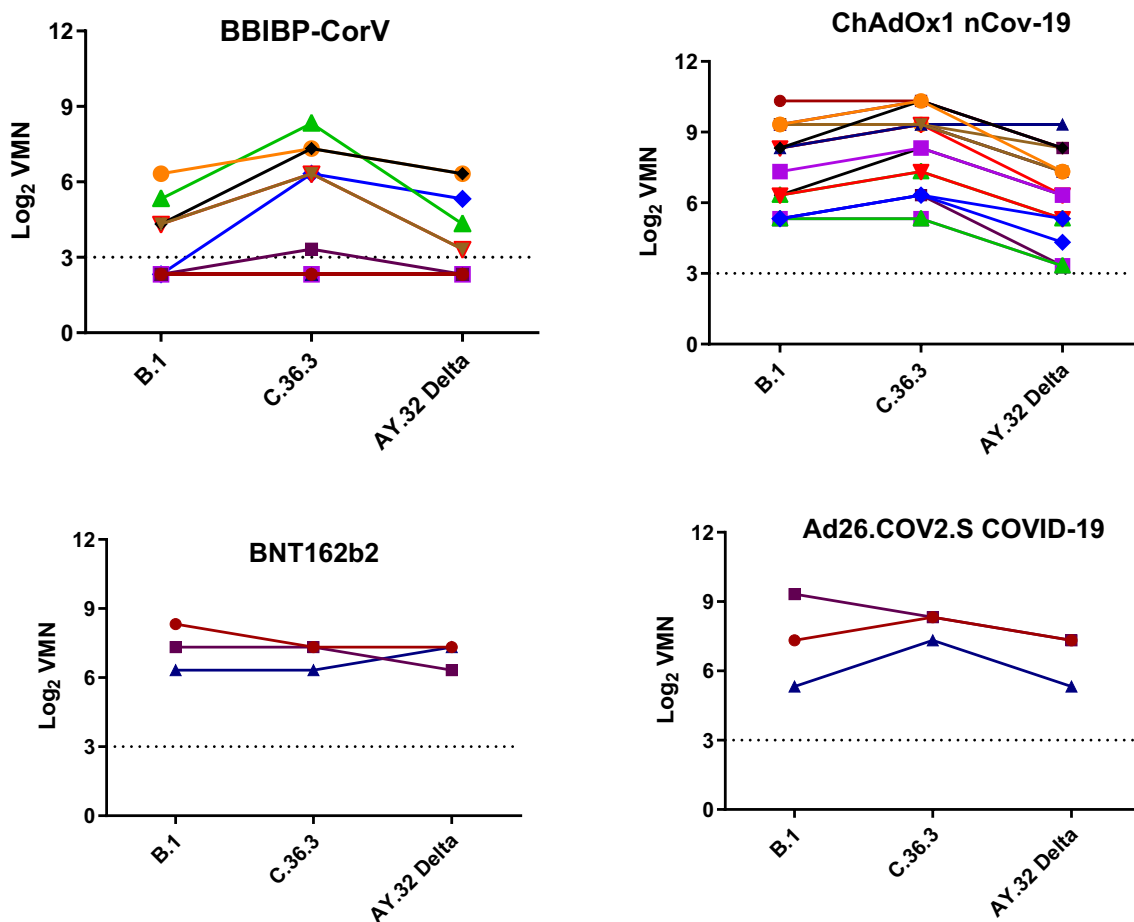 BBIBP-CorV
12
9
6
3
0
Log2 VMN
B.1
C.36.3
AY.32 Delta
ChAdOx1 nCov-19
12
9
6
3
0
Log2 VMN
B.1
C.36.3
AY.32 Delta
BNT162b2
12
9
6
3
0
Log2 VMN
B.1
C.36.3
AY.32 Delta
Ad26.COV2.S COVID-19
12
9
6
3
0
Log2 VMN
B.1
C.36.3
AY.32 Delta